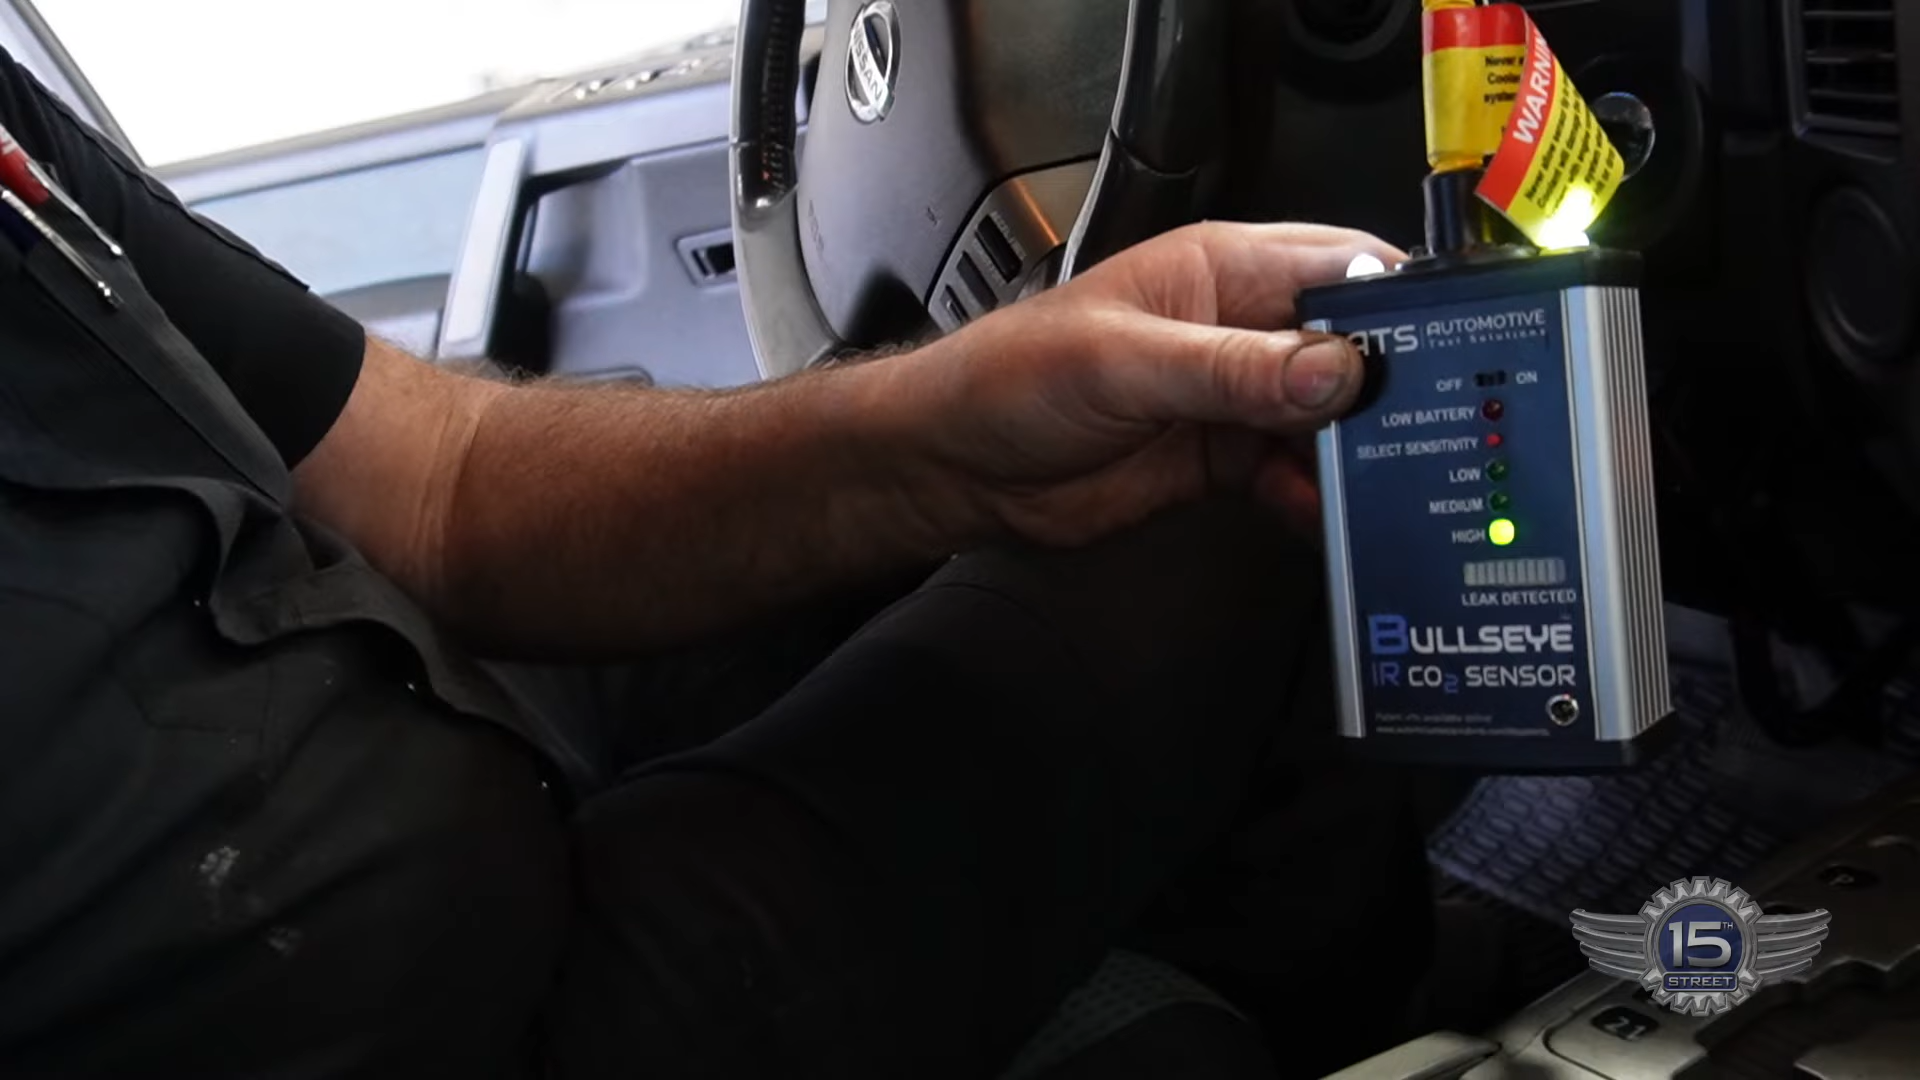 NISSAN
WARNING
ATS AUTOMOTIVE
Test Solutions
OFF ON
LOW BATTERY
SELECT SENSITIVITY
LOW
MEDIUM
HIGH
LEAK DETECTED
BULLSEYE
IR CO2 SENSOR
15TH
STREET